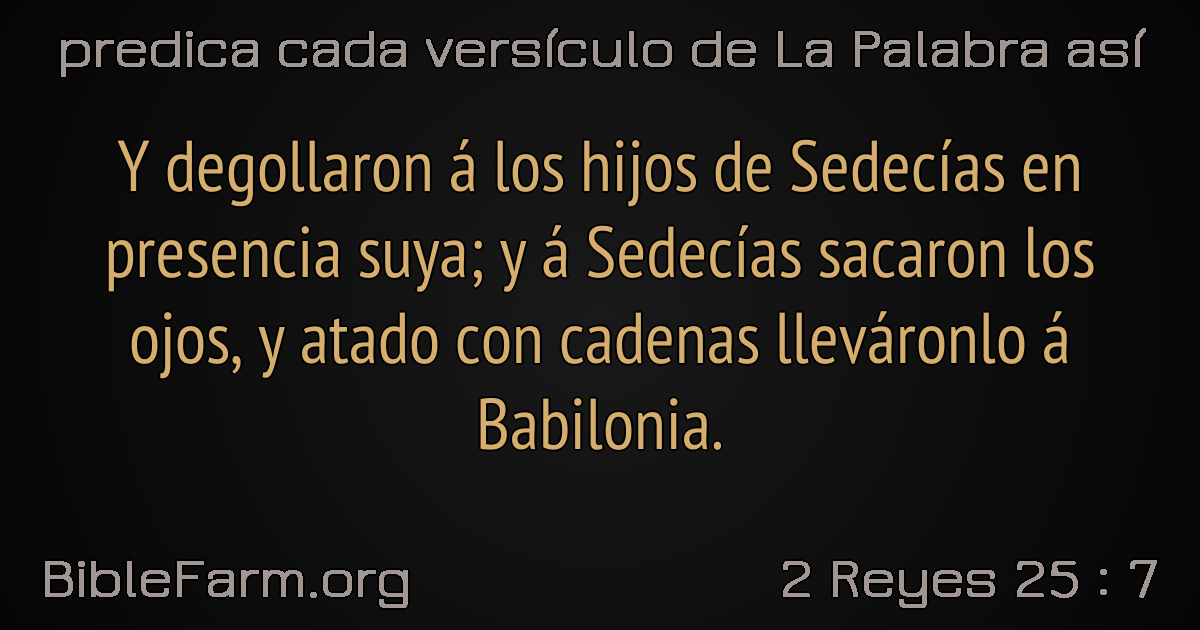 predica cada versículo de La Palabra así
Y degollaron á los hijos de Sedecías en
presencia suya; y á Sedecías sacaron los
ojos, y atado con cadenas lleváronlo á
Babilonia.
BibleFarm.org
2 Reyes 25 : 7